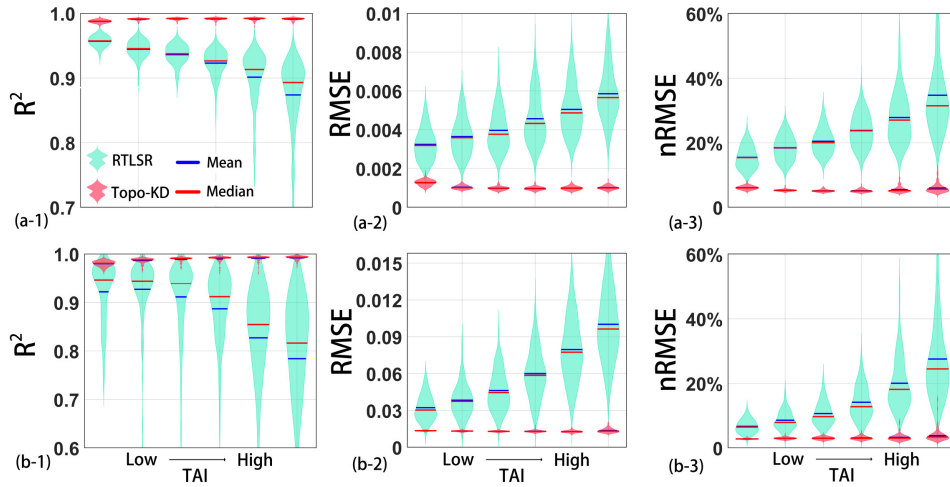 1.0
0.9
0.8
0.7
R²
RTLSR
Mean
Topo-KD
Median
(a-1)
0.01
0.008
0.006
0.004
0.002
0
RMSE
(a-2)
60%
40%
20%
0
nRMSE
(a-3)
1.0
0.9
0.8
0.7
0.6
R²
(b-1)
Low
High
TAI
0.15
0.12
0.09
0.06
0.03
0
RMSE
(b-2)
Low
High
TAI
60%
40%
20%
0
nRMSE
(b-3)
Low
High
TAI